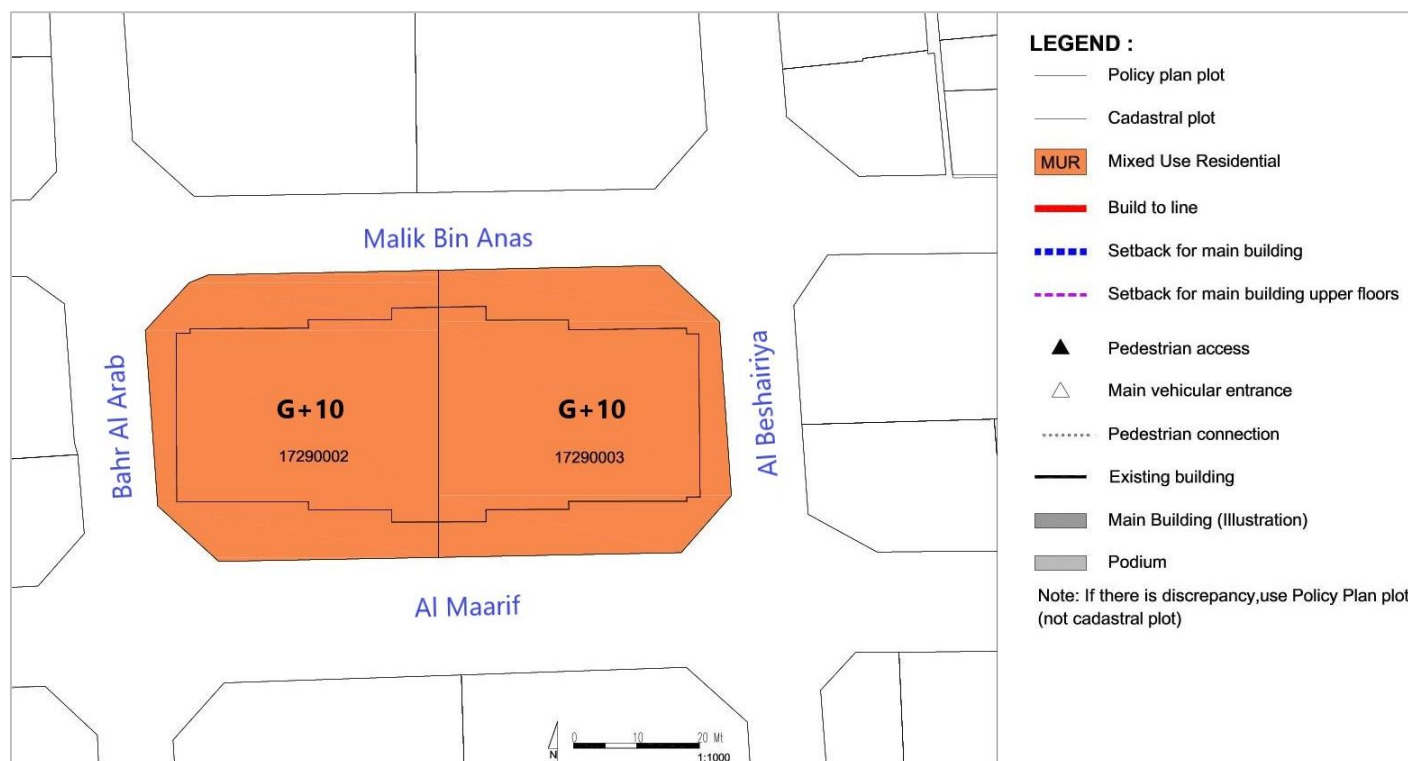 Malik Bin Anas
Bahr Al Arab
G+10
17290002
G+10
17290003
Al Beshairiya
Al Maarif
N
0 10 20 Mt
1:1000
LEGEND :
Policy plan plot
Cadastral plot
MUR Mixed Use Residential
Build to line
Setback for main building
Setback for main building upper floors
Pedestrian access
Main vehicular entrance
Pedestrian connection
Existing building
Main Building (Illustration)
Podium
Note: If there is discrepancy,use Policy Plan plot
(not cadastral plot)